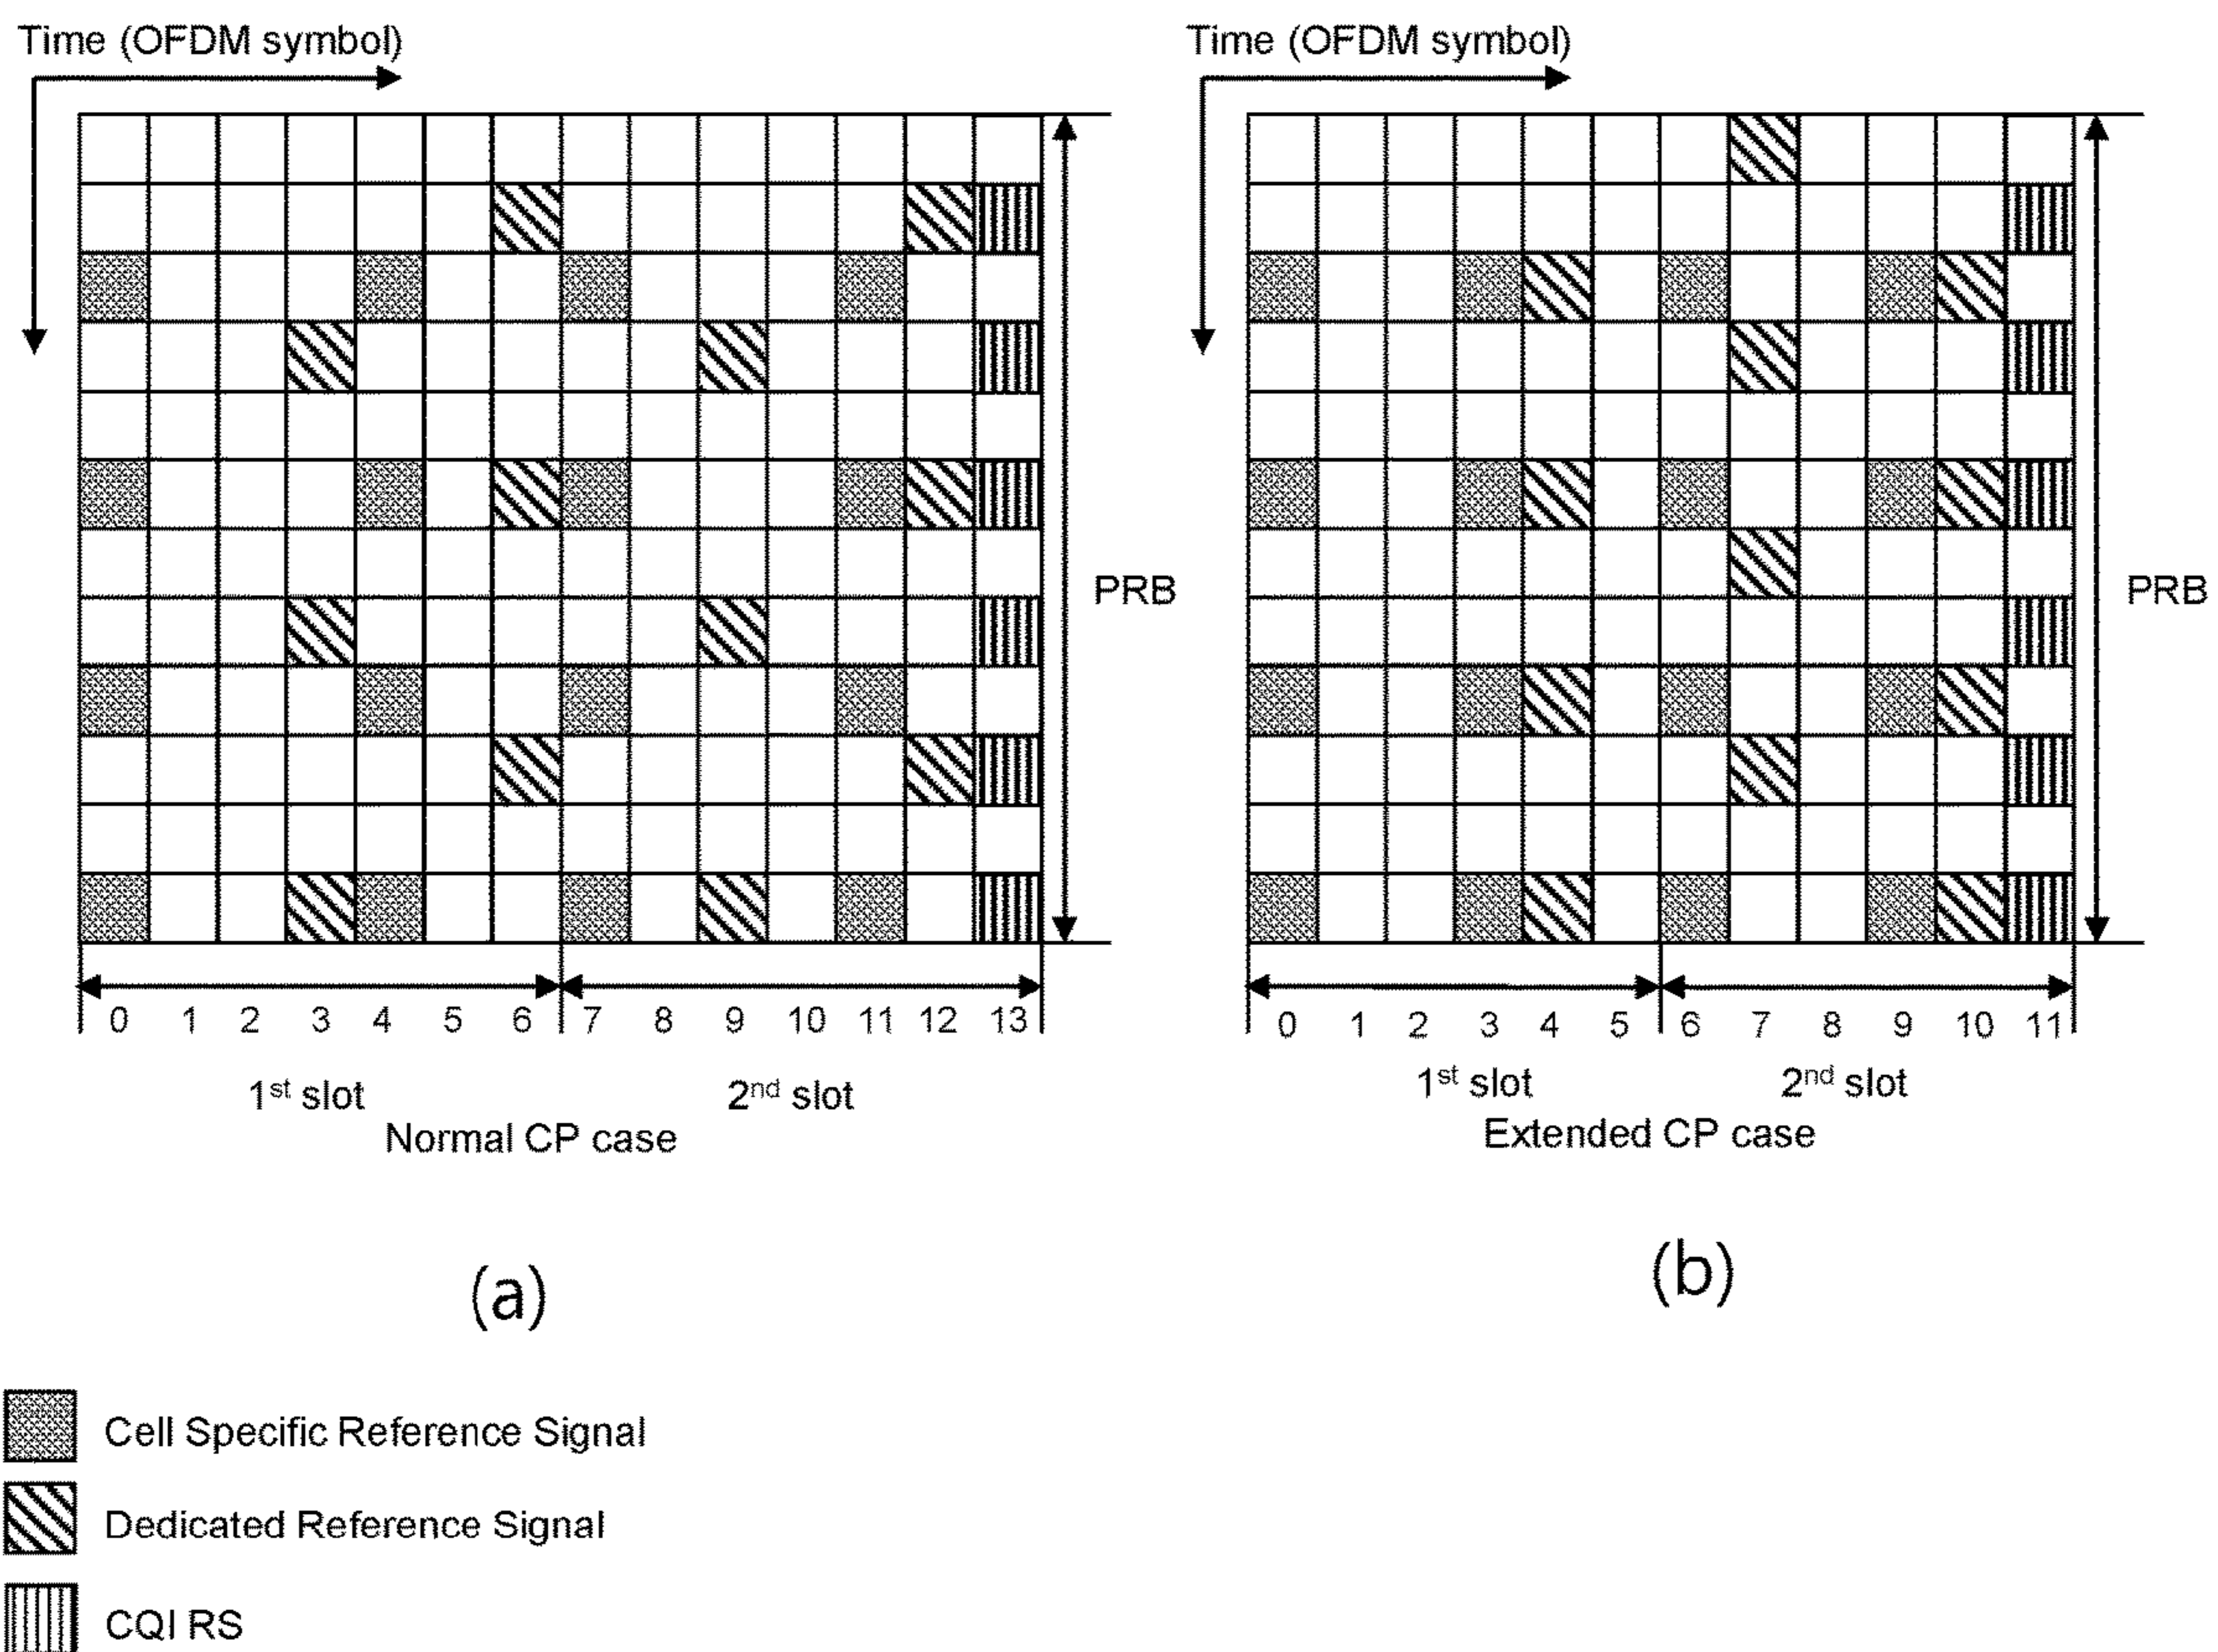 Time (OFDM symbol)
PRB
0 1 2 3 4 5 6 7 8 9 10 11 12 13
1st slot 2nd slot
Normal CP case
(a)
Time (OFDM symbol)
PRB
0 1 2 3 4 5 6 7 8 9 10 11
1st slot 2nd slot
Extended CP case
(b)
Cell Specific Reference Signal
Dedicated Reference Signal
CQI RS